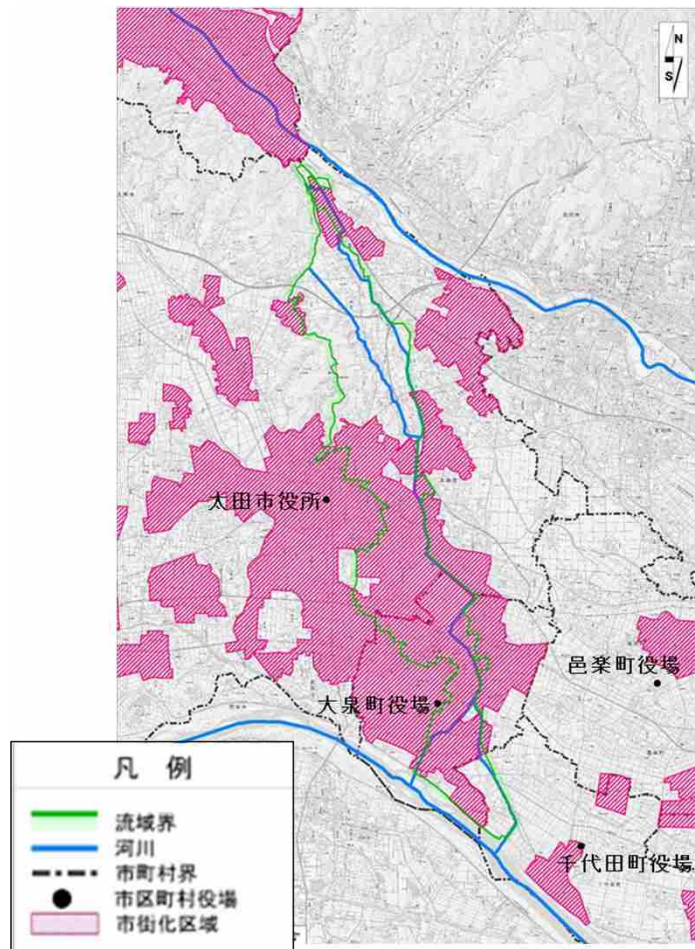 N
S
太田市役所
邑楽町役場
大泉町役場
千代田町役場
凡 例
流域界
河川
市町村界
市区町村役場
市街化区域